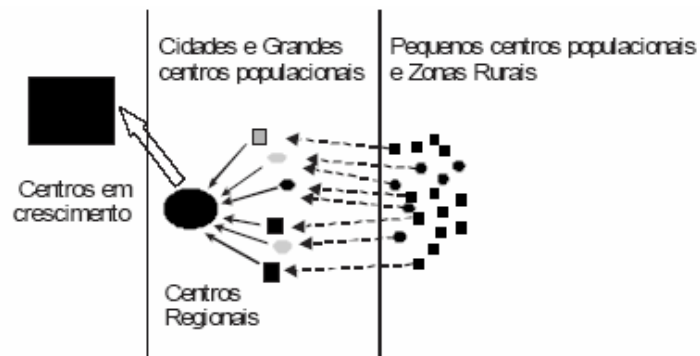 Cidades e Grandes
centros populacionais
Pequenos centros populacionais
e Zonas Rurais
Centros em
crescimento
Centros
Regionais